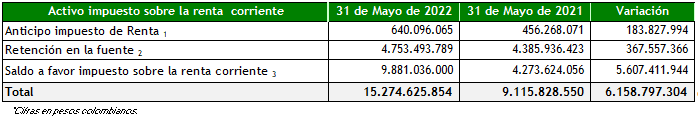 Activo impuesto sobre la renta corriente 31 de Mayo de 2022 31 de Mayo de 2021 Variación
Anticipo impuesto de Renta 1 640.096.065 456.268.071 183.827.994
Retención en la fuente 2 4.753.493.789 4.385.936.423 367.557.366
Saldo a favor impuesto sobre la renta corriente 3 9.881.036.000 4.273.624.056 5.607.411.944
Total 15.274.625.854 9.115.828.550 6.158.797.304
*Cifras en pesos colombianos.